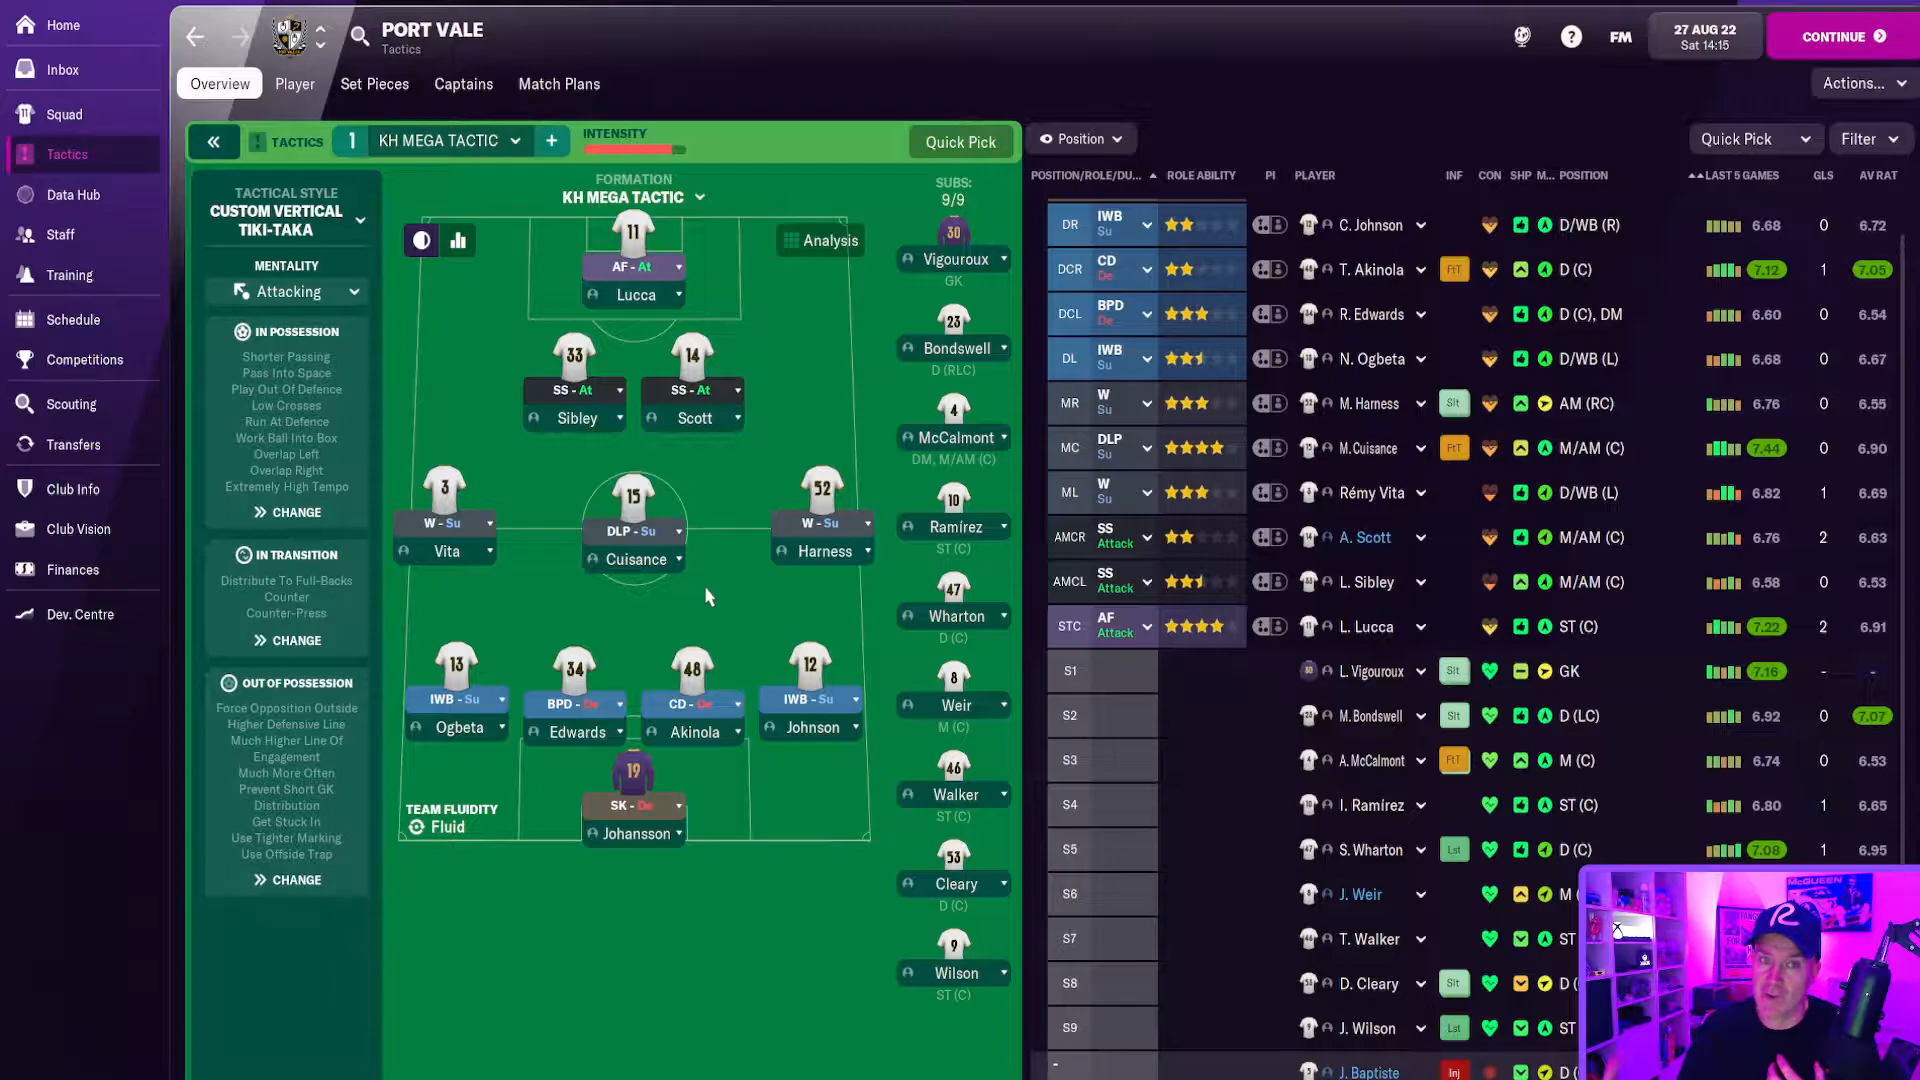 Home
Inbox
Squad
Tactics
Data Hub
Staff
Training
Schedule
Competitions
Scouting
Transfers
Club Info
Club Vision
Finances
Dev. Centre
PORT VALE
Tactics
FM
27 AUG 22
Sat 14:15
CONTINUE
Overview
Player
Set Pieces
Captains
Match Plans
Actions...
TACTICS
1
KH MEGA TACTIC
INTENSITY
Quick Pick
TACTICAL STYLE
CUSTOM VERTICAL
TIKI-TAKA
MENTALITY
Attacking
IN POSSESSION
Shorter Passing
Pass Into Space
Play Out Of Defence
Low Crosses
Run At Defence
Work Ball Into Box
Overlap Left
Overlap Right
Extremely High Tempo
CHANGE
IN TRANSITION
Distribute To Full-Backs
Counter
Counter-Press
CHANGE
OUT OF POSSESSION
Force Opposition Outside
Higher Defensive Line
Much Higher Line Of
Engagement
Much More Often
Prevent Short GK
Distribution
Get Stuck In
Use Tighter Marking
Use Offside Trap
CHANGE
FORMATION
KH MEGA TACTIC
Analysis
11
AF - At
Lucca
33
SS - At
Sibley
14
SS - At
Scott
3
W - Su
Vita
15
DLP - Su
Cuisance
52
W - Su
Harness
13
IWB - Su
Ogbeta
34
BPD - De
Edwards
48
CD - De
Akinola
12
IWB - Su
Johnson
19
SK - De
Johansson
TEAM FLUIDITY
Fluid
SUBS:
9/9
30
Vigouroux
GK
23
Bondswell
D (RLC)
4
McCalmont
DM, M/AM (C)
10
Ramírez
ST (C)
47
Wharton
D (C)
8
Weir
M (C)
46
Walker
ST (C)
53
Cleary
D (C)
9
Wilson
ST (C)
Position
Quick Pick
Filter
POSITION/ROLE/DU... ROLE ABILITY PI PLAYER INF CON SHP M... POSITION LAST 5 GAMES GLS AV RAT
DR IWB Su C. Johnson D/WB (R) 6.68 0 6.72
DCR CD De T. Akinola FtT D (C) 7.12 1 7.05
DCL BPD De R. Edwards D (C), DM 6.60 0 6.54
DL IWB Su N. Ogbeta D/WB (L) 6.68 0 6.67
MR W Su M. Harness Slt AM (RC) 6.76 0 6.55
MC DLP Su M. Cuisance FtT M/AM (C) 7.44 0 6.90
ML W Su Rémy Vita D/WB (L) 6.82 1 6.69
AMCR SS Attack A. Scott M/AM (C) 6.76 2 6.63
AMCL SS Attack L. Sibley M/AM (C) 6.58 0 6.53
STC AF Attack L. Lucca ST (C) 7.22 2 6.91
S1 L. Vigouroux Slt GK 7.16 - -
S2 M. Bondswell Slt D (LC) 6.92 0 7.07
S3 A. McCalmont FtT M (C) 6.74 0 6.53
S4 I. Ramírez ST (C) 6.80 1 6.65
S5 S. Wharton Lst D (C) 7.08 1 6.95
S6 J. Weir M (
S7 T. Walker ST
S8 D. Cleary Slt D (
S9 J. Wilson Lst ST
- J. Baptiste Inj D (
McQUEEN